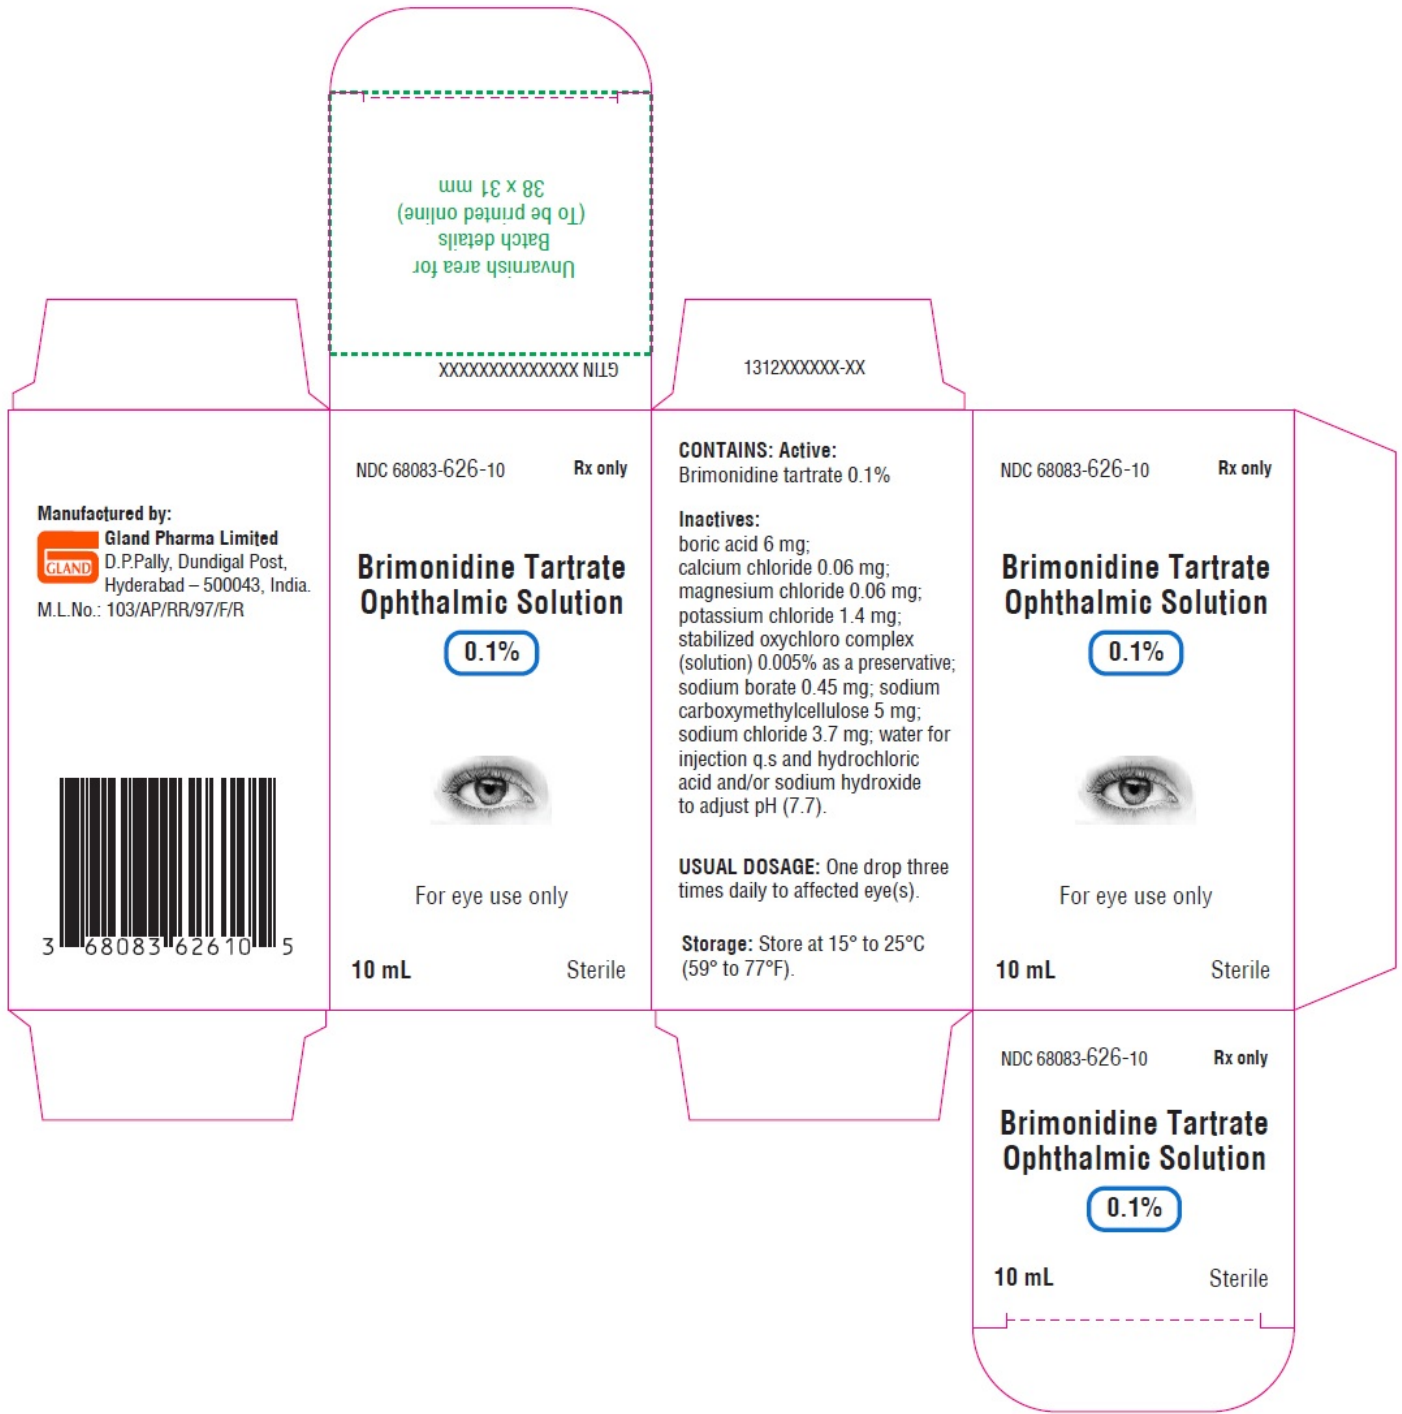 Unvarnish area for
Batch details
(To be printed online)
38 x 31 mm
GTIN XXXXXXXXXXXXXX
1312XXXXXX-XX
Manufactured by:
GLAND
Gland Pharma Limited
D.P.Pally, Dundigal Post,
Hyderabad – 500043, India.
M.L.No.: 103/AP/RR/97/F/R
3 68083 62610 5
NDC 68083-626-10 Rx only
Brimonidine Tartrate
Ophthalmic Solution
0.1%
For eye use only
10 mL Sterile
CONTAINS: Active:
Brimonidine tartrate 0.1%
Inactives:
boric acid 6 mg;
calcium chloride 0.06 mg;
magnesium chloride 0.06 mg;
potassium chloride 1.4 mg;
stabilized oxychloro complex
(solution) 0.005% as a preservative;
sodium borate 0.45 mg; sodium
carboxymethylcellulose 5 mg;
sodium chloride 3.7 mg; water for
injection q.s and hydrochloric
acid and/or sodium hydroxide
to adjust pH (7.7).
USUAL DOSAGE: One drop three
times daily to affected eye(s).
Storage: Store at 15° to 25°C
(59° to 77°F).
NDC 68083-626-10 Rx only
Brimonidine Tartrate
Ophthalmic Solution
0.1%
For eye use only
10 mL Sterile
NDC 68083-626-10 Rx only
Brimonidine Tartrate
Ophthalmic Solution
0.1%
10 mL Sterile